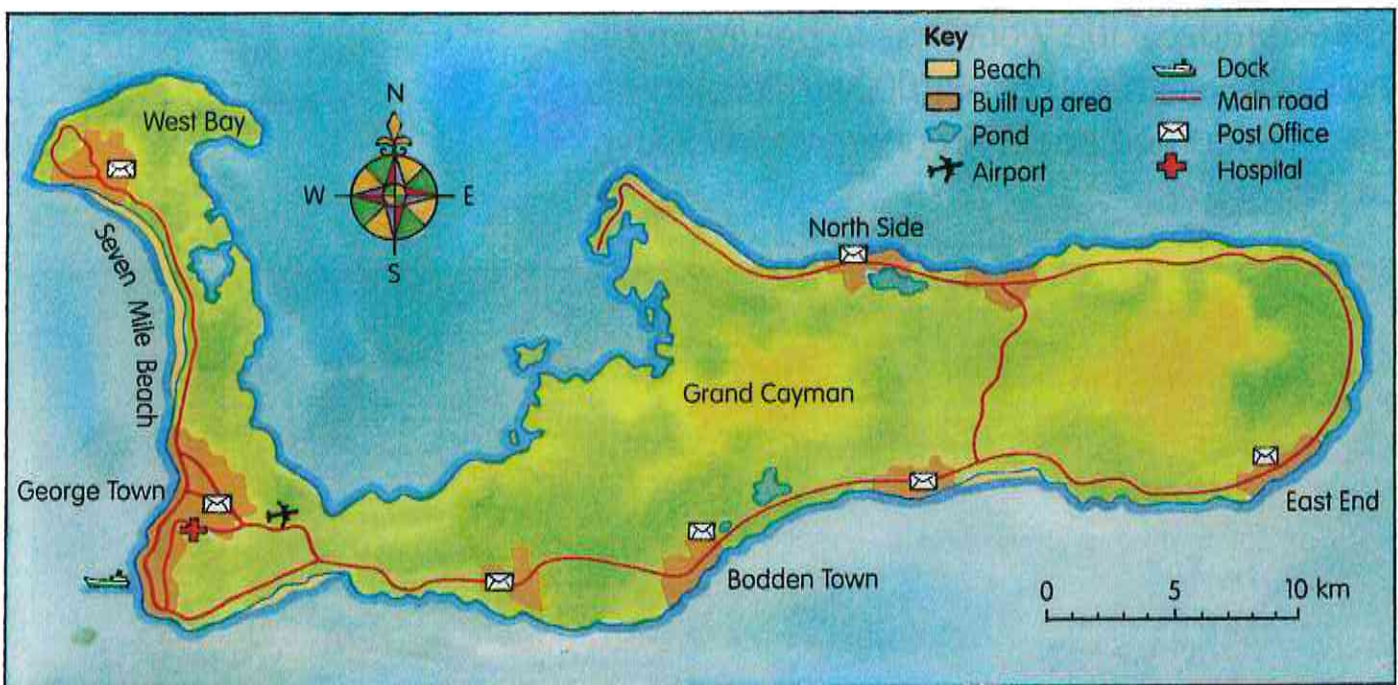 Key
Beach
Built up area
Pond
Airport
Dock
Main road
Post Office
Hospital
N
W
E
S
West Bay
Seven Mile Beach
North Side
Grand Cayman
George Town
East End
Bodden Town
0 5 10 km